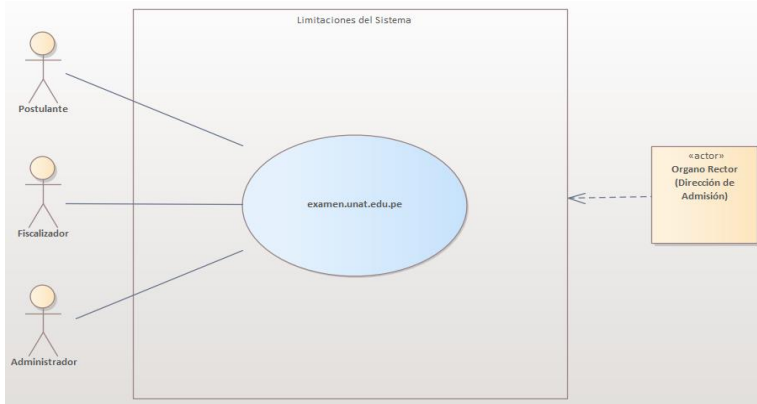 Limitaciones del Sistema
Postulante
Fiscalizador
Administrador
examen.unat.edu.pe
«actor»
Organo Rector
(Dirección de
Admisión)